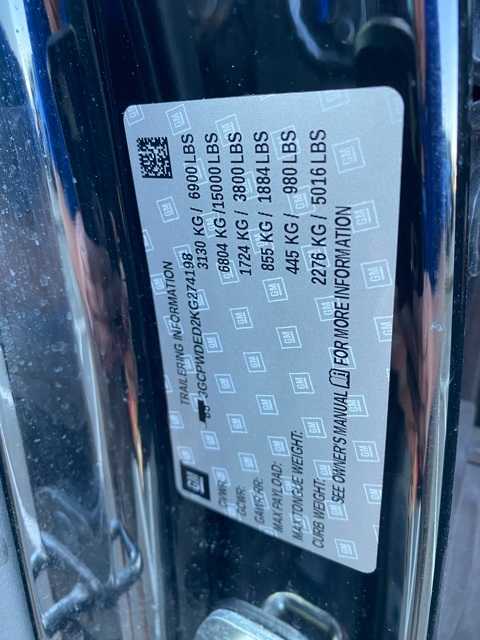 GM
TRAILERING INFORMATION
3GCPWDED2KG274198
GVWR: 3130 KG / 6900 LBS
GCWR: 6804 KG / 15000 LBS
GAWR RR: 1724 KG / 3800 LBS
MAX PAYLOAD: 855 KG / 1884 LBS
MAX TONGUE WEIGHT: 445 KG / 980 LBS
CURB WEIGHT: 2276 KG / 5016 LBS
SEE OWNER'S MANUAL FOR MORE INFORMATION